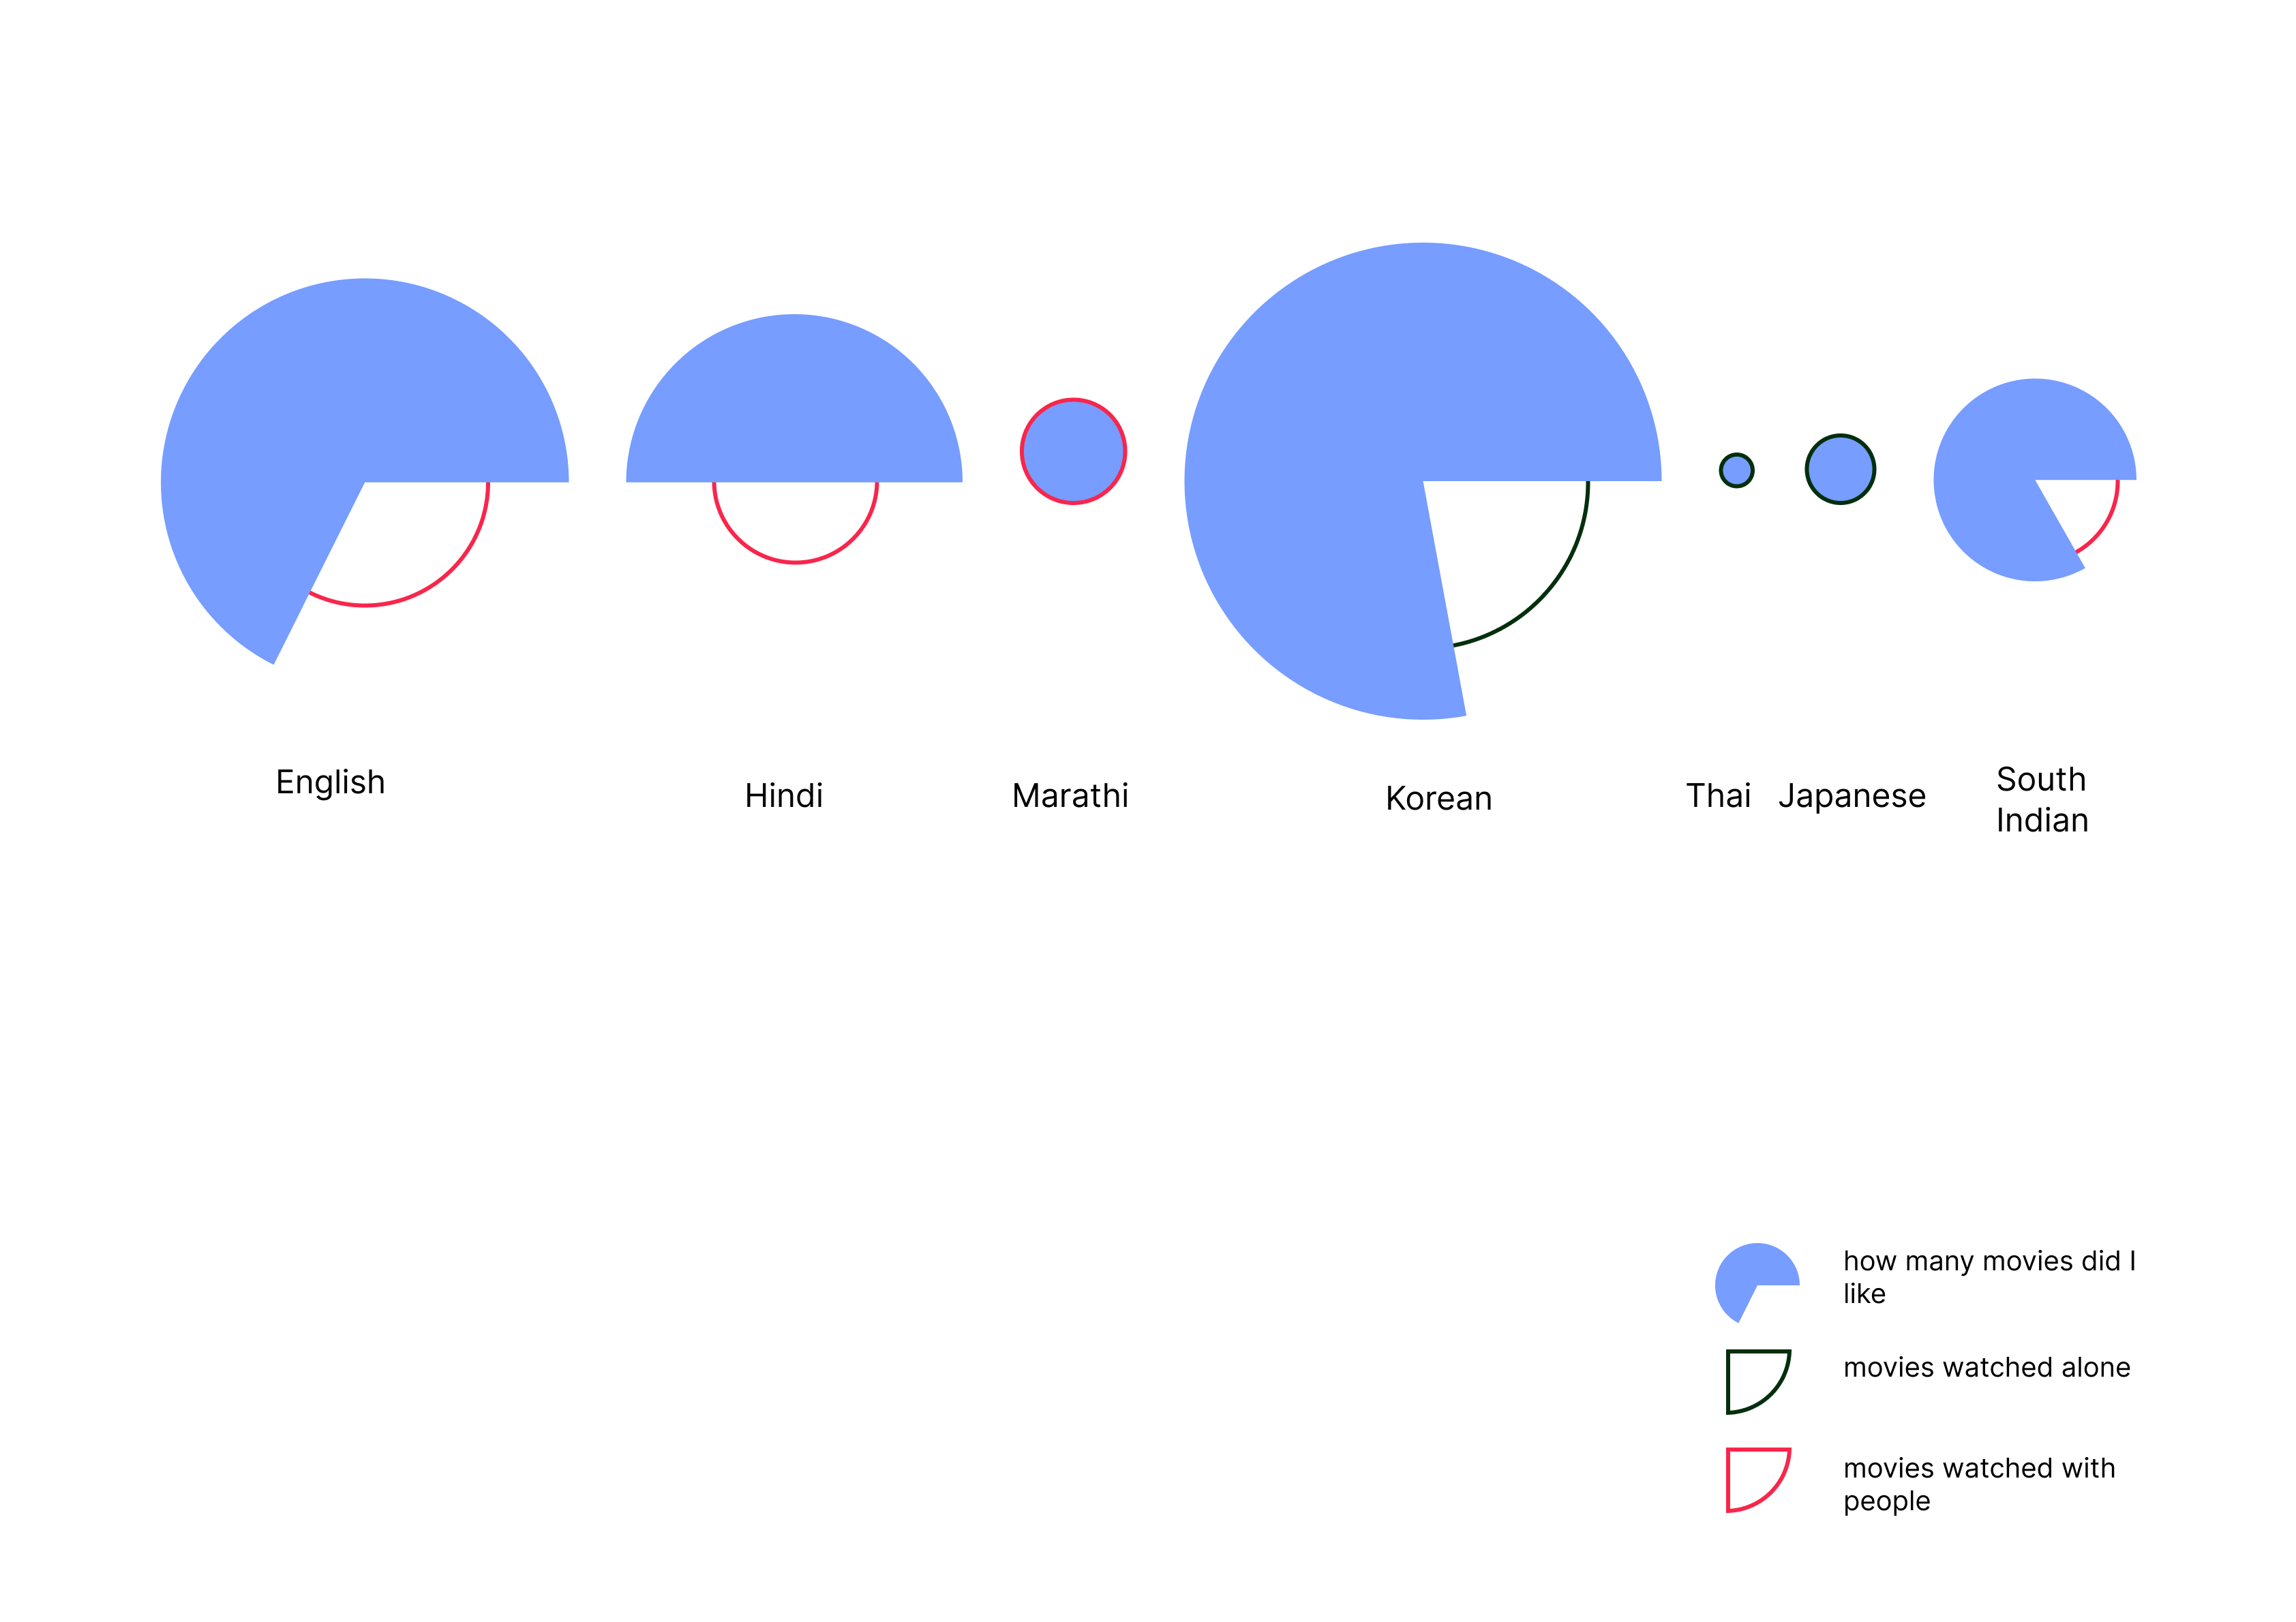 English
Hindi
Marathi
Korean
Thai
Japanese
South
Indian
how many movies did I
like
movies watched alone
movies watched with
people